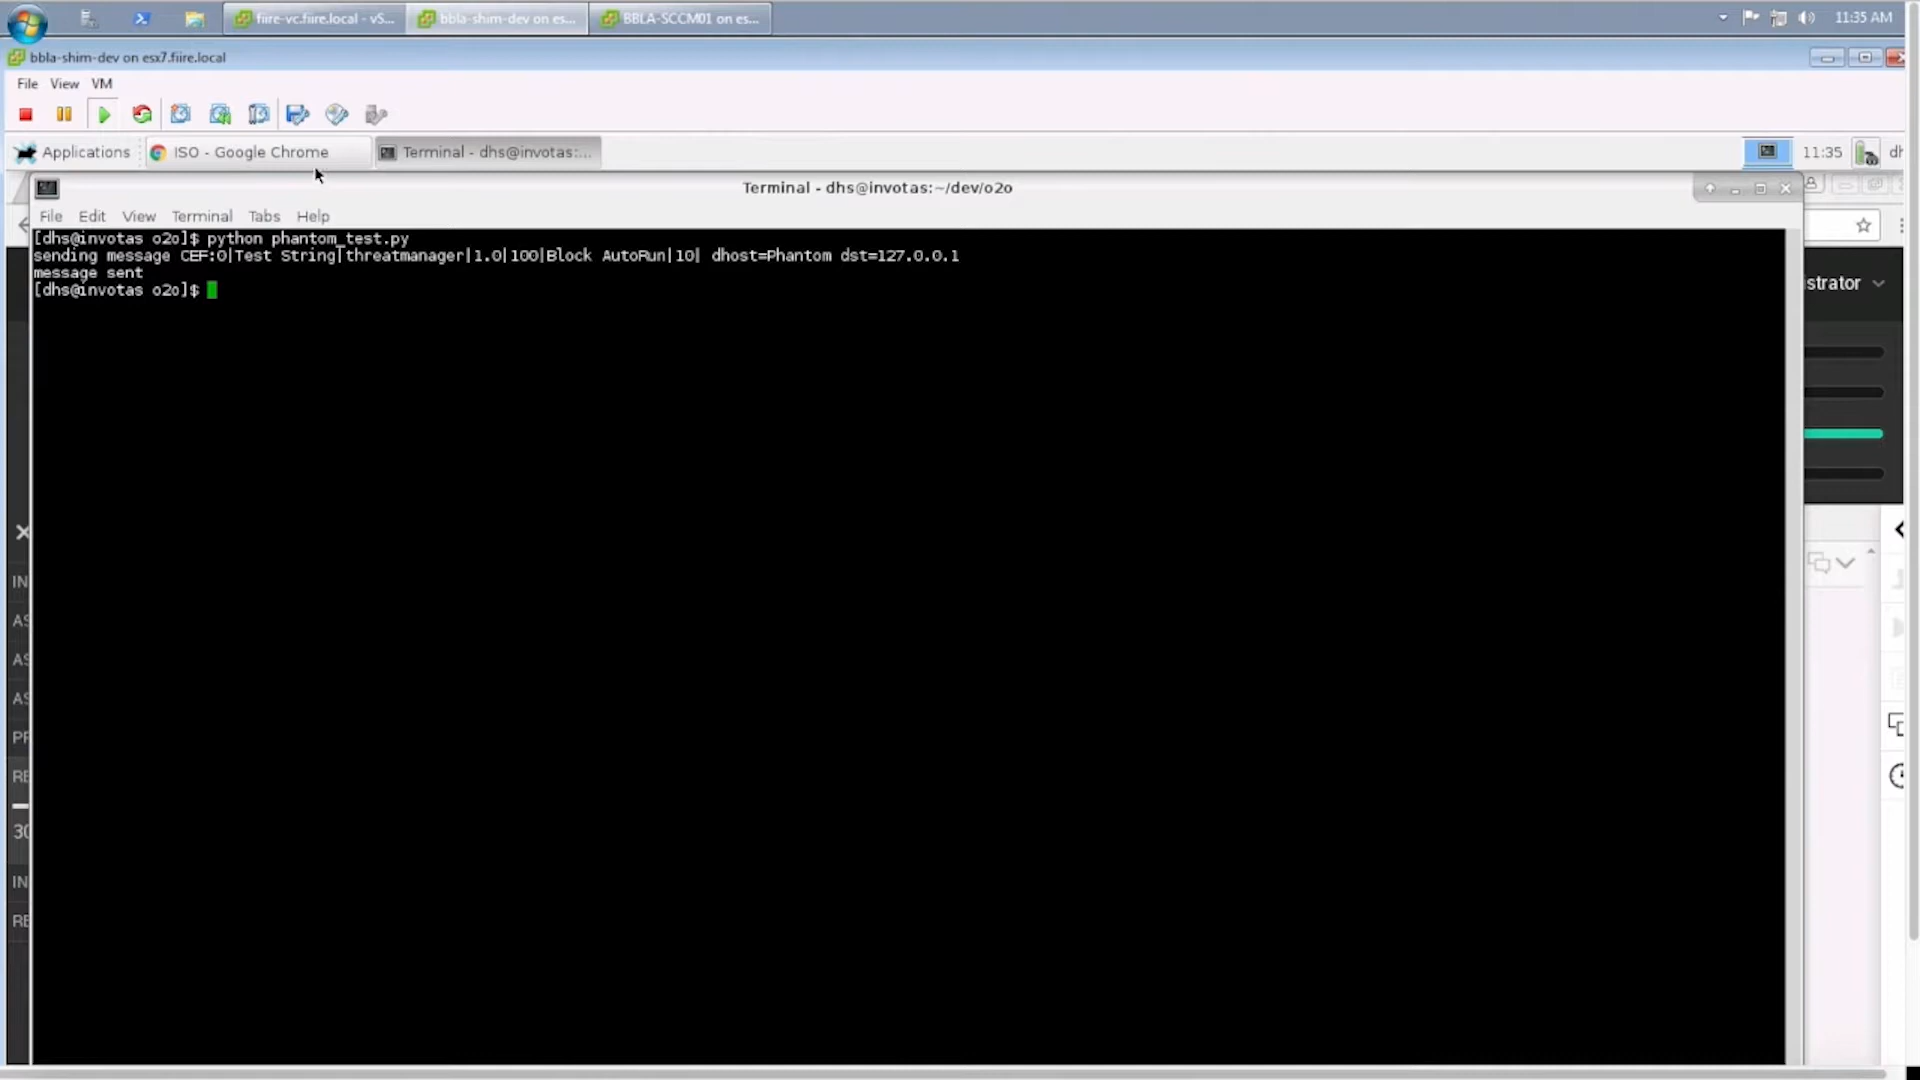 fiire-vc.fiire.local - vS...
bbla-shim-dev on es...
BBLA-SCCM01 on es...
11:35 AM
bbla-shim-dev on esx7.fiire.local
File View VM
Applications
ISO - Google Chrome
Terminal - dhs@invotas:...
11:35
dh
Terminal - dhs@invotas:~/dev/o2o
File Edit View Terminal Tabs Help
[dhs@invotas o2o]$ python phantom_test.py
sending message CEF:0|Test String|threatmanager|1.0|100|Block AutoRun|10| dhost=Phantom dst=127.0.0.1
message sent
[dhs@invotas o2o]$
strator
IN
AS
AS
AS
PR
RE
30
IN
RE